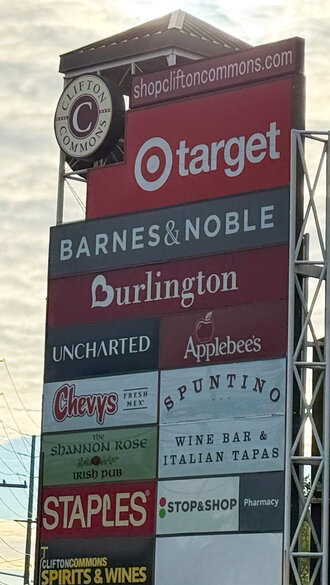 shopcliftoncommons.com
CLIFTON
C
COMMONS
target
BARNES&NOBLE
Burlington
UNCHARTED
Applebee's
Chevys FRESH MEX®
SPUNTINO
WINE BAR &
ITALIAN TAPAS
the
SHANNON ROSE
IRISH PUB
STAPLES
STOP&SHOP Pharmacy
CLIFTONCOMMONS
SPIRITS & WINES